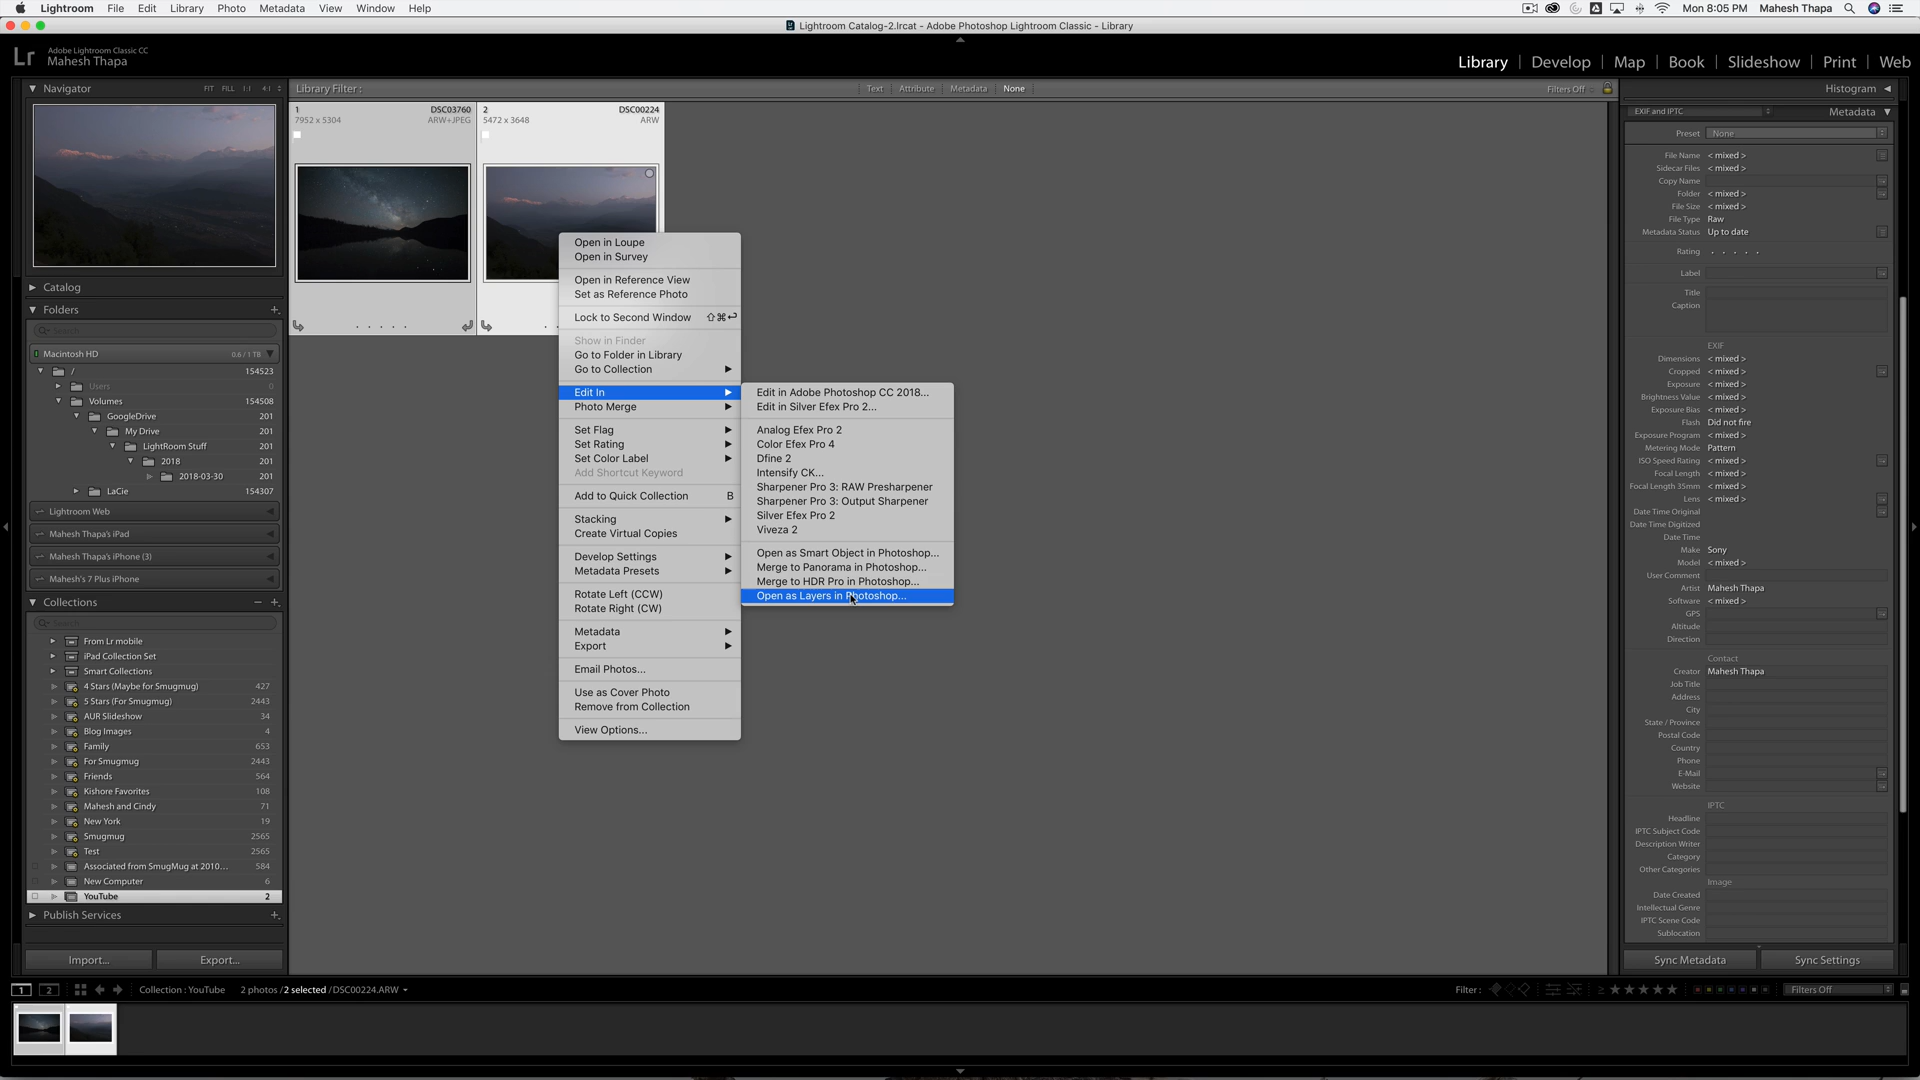 Lightroom File Edit Library Photo Metadata View Window Help
Mon 8:05 PM Mahesh Thapa
Lightroom Catalog-2.lrcat - Adobe Photoshop Lightroom Classic - Library
Lr
Adobe Lightroom Classic CC
Mahesh Thapa
Library | Develop | Map | Book | Slideshow | Print | Web
Navigator FIT FILL 1:1 4:1
Catalog
Folders
Search
Macintosh HD 0.6 / 1 TB
/ 154523
Users 0
Volumes 154508
GoogleDrive 201
My Drive 201
LightRoom Stuff 201
2018 201
2018-03-30 201
LaCie 154307
Lightroom Web
Mahesh Thapa's iPad
Mahesh Thapa's iPhone (3)
Mahesh's 7 Plus iPhone
Collections
Search
From Lr mobile
iPad Collection Set
Smart Collections
4 Stars (Maybe for Smugmug) 427
5 Stars (For Smugmug) 2443
AUR Slideshow 34
Blog Images 4
Family 653
For Smugmug 2443
Friends 564
Kishore Favorites 108
Mahesh and Cindy 71
New York 19
Smugmug 2565
Test 2565
Associated from SmugMug at 2010... 584
New Computer 6
YouTube 2
Publish Services
Import... Export...
Library Filter : Text Attribute Metadata None Filters Off
1 DSC03760
7952 x 5304 ARW+JPEG
2 DSC00224
5472 x 3648 ARW
Open in Loupe
Open in Survey
Open in Reference View
Set as Reference Photo
Lock to Second Window ⇧⌘↩
Show in Finder
Go to Folder in Library
Go to Collection
Edit In
Photo Merge
Set Flag
Set Rating
Set Color Label
Add Shortcut Keyword
Add to Quick Collection B
Stacking
Create Virtual Copies
Develop Settings
Metadata Presets
Rotate Left (CCW)
Rotate Right (CW)
Metadata
Export
Email Photos...
Use as Cover Photo
Remove from Collection
View Options...
Edit in Adobe Photoshop CC 2018...
Edit in Silver Efex Pro 2...
Analog Efex Pro 2
Color Efex Pro 4
Dfine 2
Intensify CK...
Sharpener Pro 3: RAW Presharpener
Sharpener Pro 3: Output Sharpener
Silver Efex Pro 2
Viveza 2
Open as Smart Object in Photoshop...
Merge to Panorama in Photoshop...
Merge to HDR Pro in Photoshop...
Open as Layers in Photoshop...
Histogram
EXIF and IPTC Metadata
Preset None
File Name < mixed >
Sidecar Files < mixed >
Copy Name
Folder < mixed >
File Size < mixed >
File Type Raw
Metadata Status Up to date
Rating . . . . .
Label
Title
Caption
EXIF
Dimensions < mixed >
Cropped < mixed >
Exposure < mixed >
Brightness Value < mixed >
Exposure Bias < mixed >
Flash Did not fire
Exposure Program < mixed >
Metering Mode Pattern
ISO Speed Rating < mixed >
Focal Length < mixed >
Focal Length 35mm < mixed >
Lens < mixed >
Date Time Original
Date Time Digitized
Date Time
Make Sony
Model < mixed >
User Comment
Artist Mahesh Thapa
Software < mixed >
GPS
Altitude
Direction
Contact
Creator Mahesh Thapa
Job Title
Address
City
State / Province
Postal Code
Country
Phone
E-Mail
Website
IPTC
Headline
IPTC Subject Code
Description Writer
Category
Other Categories
Image
Date Created
Intellectual Genre
IPTC Scene Code
Sublocation
Sync Metadata Sync Settings
1 2 Collection : YouTube 2 photos / 2 selected / DSC00224.ARW Filter : ≥ ★★★★★ Filters Off